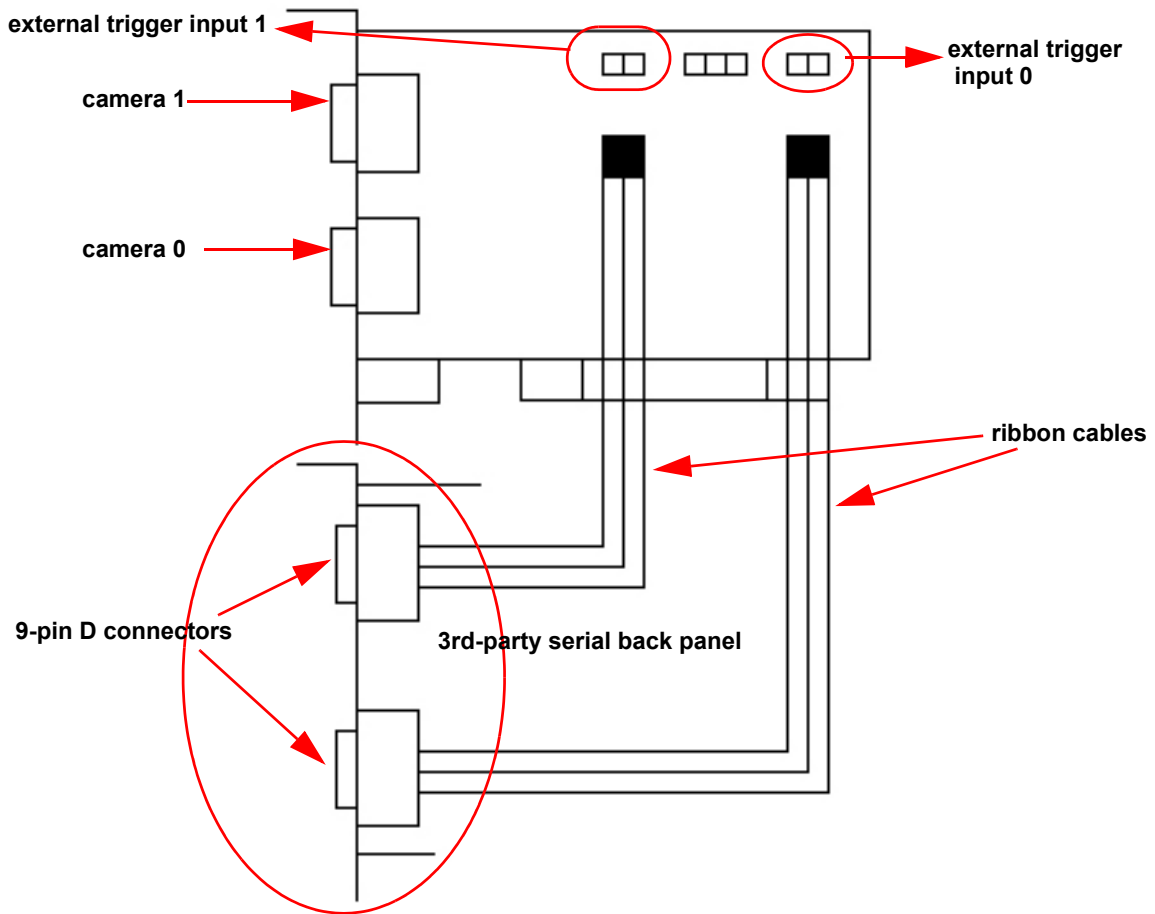 external trigger input 1
external trigger
input 0
camera 1
camera 0
ribbon cables
9-pin D connectors
3rd-party serial back panel